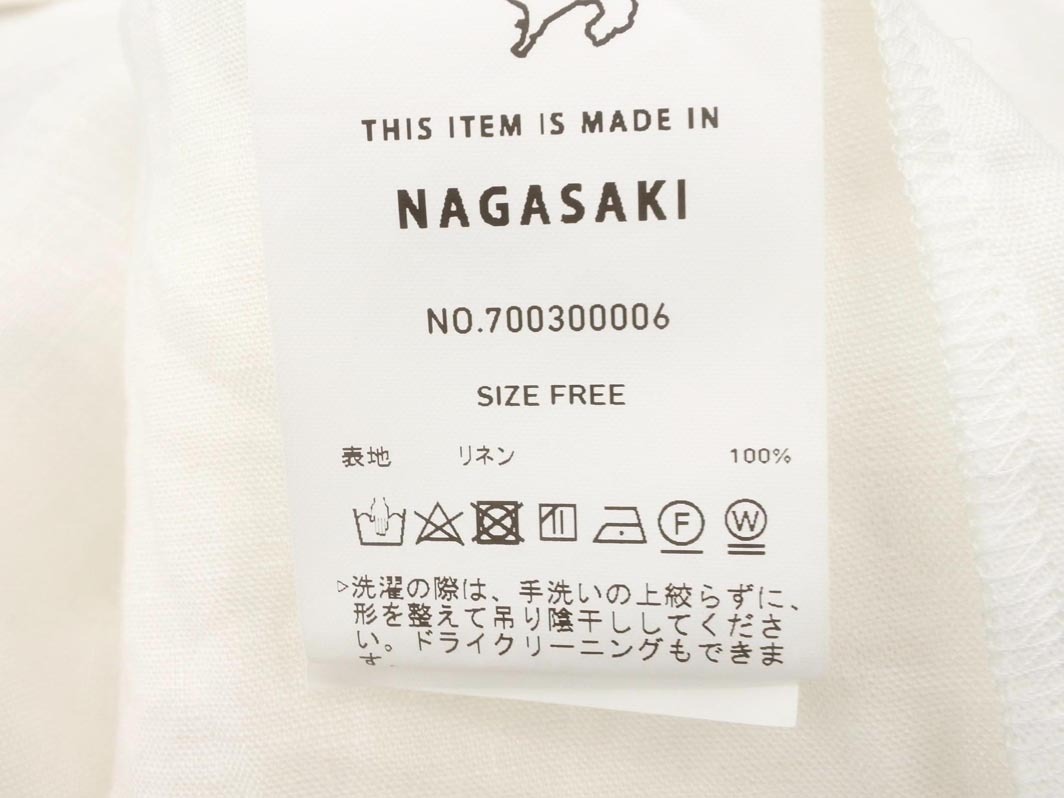 THIS ITEM IS MADE IN
NAGASAKI
NO.700300006
SIZE FREE
表地 リネン 100%
F W
▷洗濯の際は、手洗いの上絞らずに、
形を整えて吊り陰干ししてくださ
い。ドライクリーニングもできま
す。